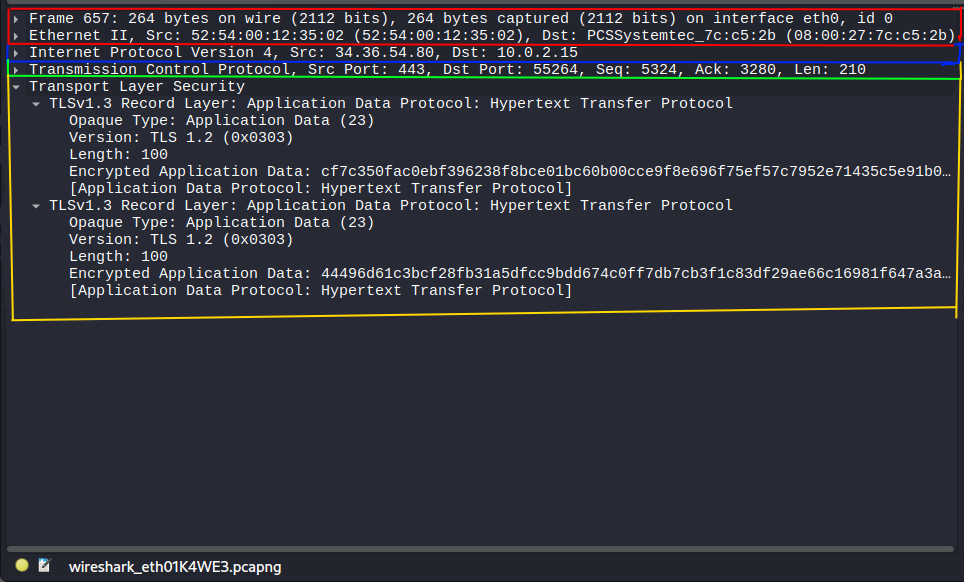 Frame 657: 264 bytes on wire (2112 bits), 264 bytes captured (2112 bits) on interface eth0, id 0
Ethernet II, Src: 52:54:00:12:35:02 (52:54:00:12:35:02), Dst: PCSSystemtec_7c:c5:2b (08:00:27:7c:c5:2b)
Internet Protocol Version 4, Src: 34.36.54.80, Dst: 10.0.2.15
Transmission Control Protocol, Src Port: 443, Dst Port: 55264, Seq: 5324, Ack: 3280, Len: 210
Transport Layer Security
TLSv1.3 Record Layer: Application Data Protocol: Hypertext Transfer Protocol
Opaque Type: Application Data (23)
Version: TLS 1.2 (0x0303)
Length: 100
Encrypted Application Data: cf7c350fac0ebf396238f8bce01bc60b00cce9f8e696f75ef57c7952e71435c5e91b0…
[Application Data Protocol: Hypertext Transfer Protocol]
TLSv1.3 Record Layer: Application Data Protocol: Hypertext Transfer Protocol
Opaque Type: Application Data (23)
Version: TLS 1.2 (0x0303)
Length: 100
Encrypted Application Data: 44496d61c3bcf28fb31a5dfcc9bdd674c0ff7db7cb3f1c83df29ae66c16981f647a3a…
[Application Data Protocol: Hypertext Transfer Protocol]
wireshark_eth01K4WE3.pcapng